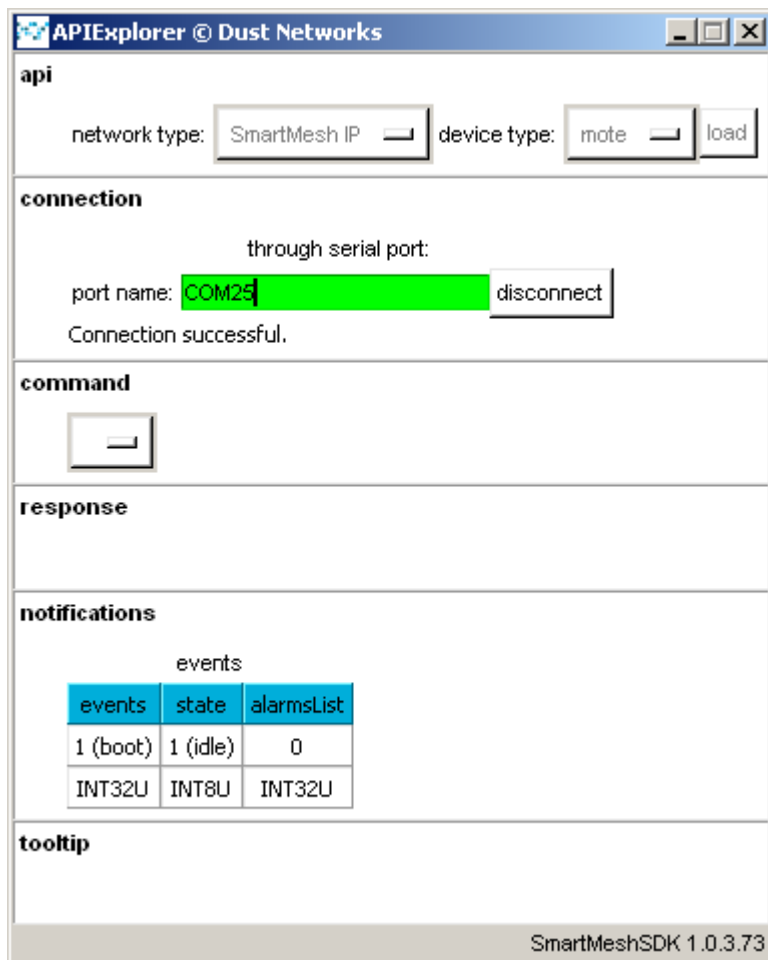 APIExplorer © Dust Networks
api
network type: SmartMesh IP device type: mote load
connection
through serial port:
port name: COM25 disconnect
Connection successful.
command
response
notifications
events
events state alarmsList
1 (boot) 1 (idle) 0
INT32U INT8U INT32U
tooltip
SmartMeshSDK 1.0.3.73